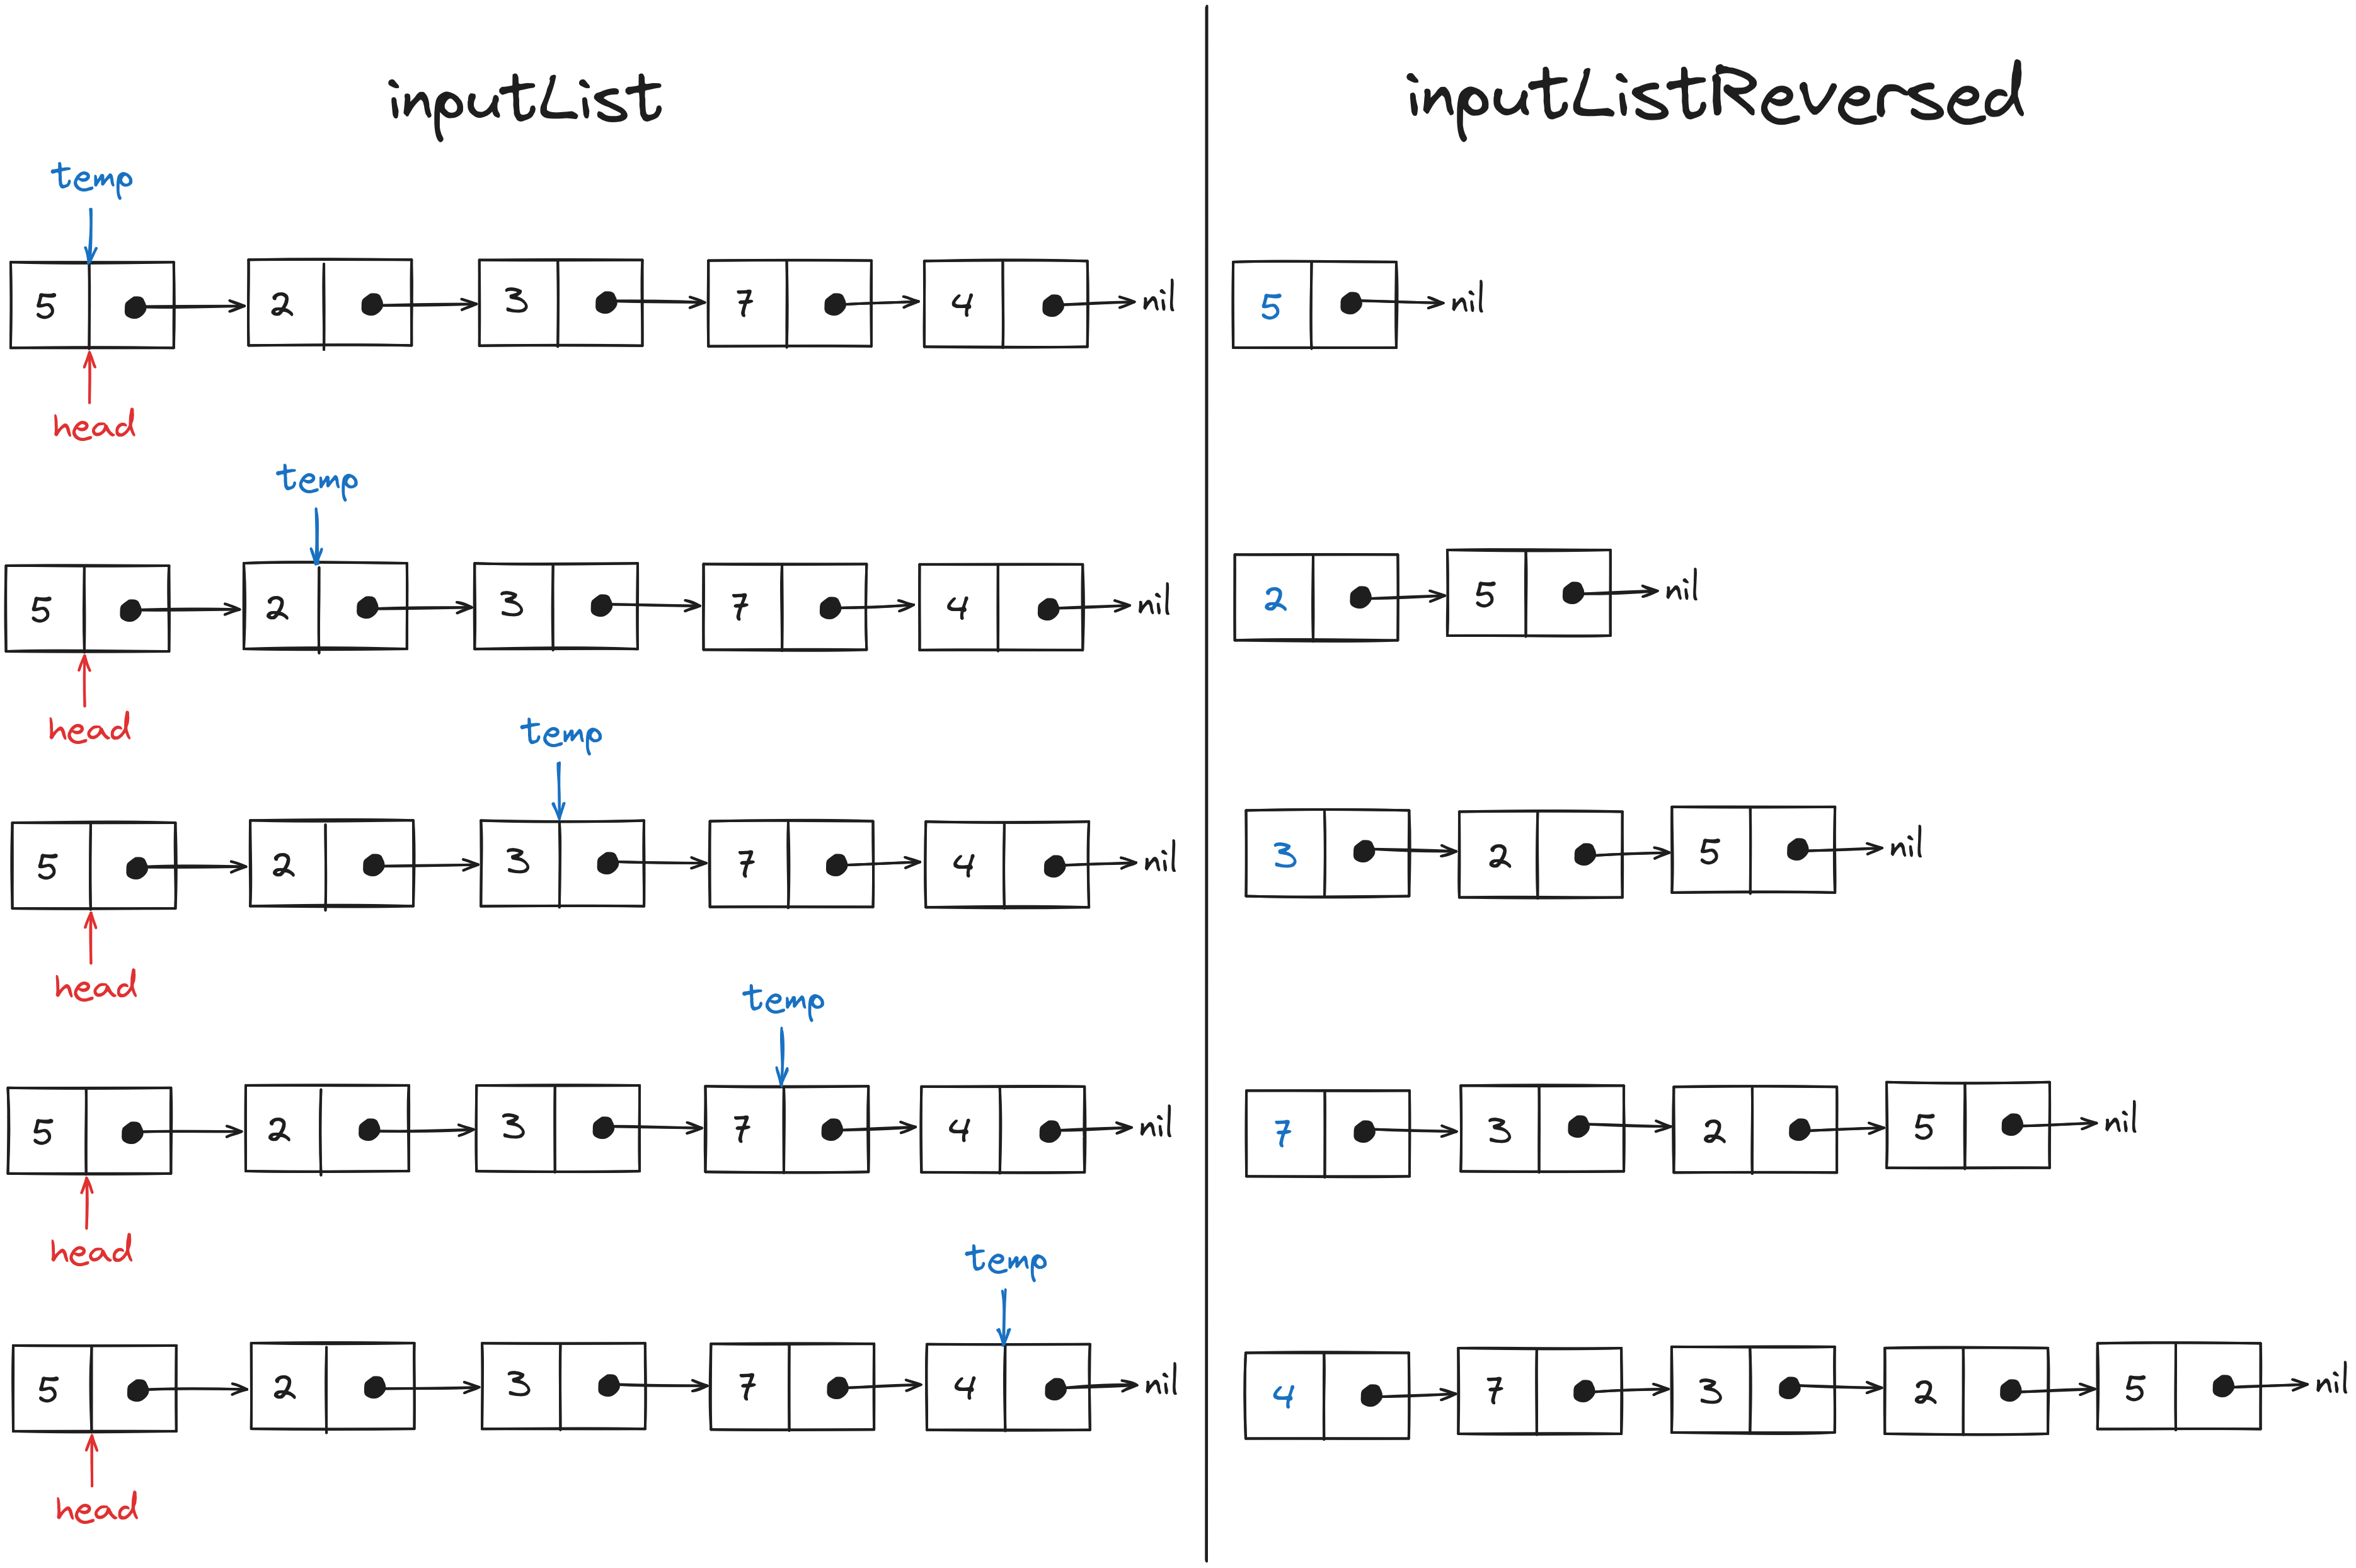 inputList
inputListReversed
temp
5 2 3 7 4 nil
5 nil
head
temp
5 2 3 7 4 nil
2 5 nil
head
temp
5 2 3 7 4 nil
3 2 5 nil
head
temp
5 2 3 7 4 nil
7 3 2 5 nil
head
temp
5 2 3 7 4 nil
4 7 3 2 5 nil
head